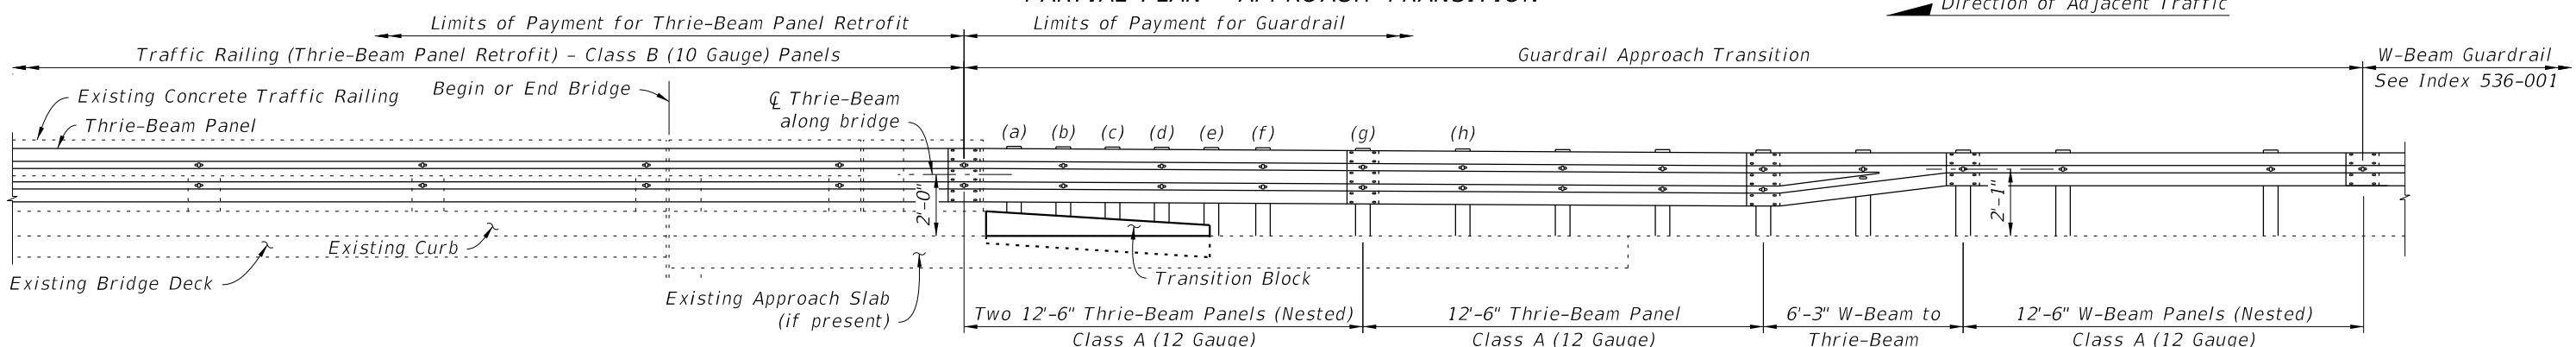 PARTIAL PLAN - APPROACH TRANSITION
Direction of Adjacent Traffic
Limits of Payment for Thrie-Beam Panel Retrofit
Limits of Payment for Guardrail
Traffic Railing (Thrie-Beam Panel Retrofit) - Class B (10 Gauge) Panels
Guardrail Approach Transition
W-Beam Guardrail
See Index 536-001
Existing Concrete Traffic Railing
Begin or End Bridge
℄ Thrie-Beam
along bridge
Thrie-Beam Panel
(a) (b) (c) (d) (e) (f) (g) (h)
2'-0"
2'-1"
Existing Curb
Existing Bridge Deck
Transition Block
Existing Approach Slab
(if present)
Two 12'-6" Thrie-Beam Panels (Nested)
Class A (12 Gauge)
12'-6" Thrie-Beam Panel
Class A (12 Gauge)
6'-3" W-Beam to
Thrie-Beam
12'-6" W-Beam Panels (Nested)
Class A (12 Gauge)